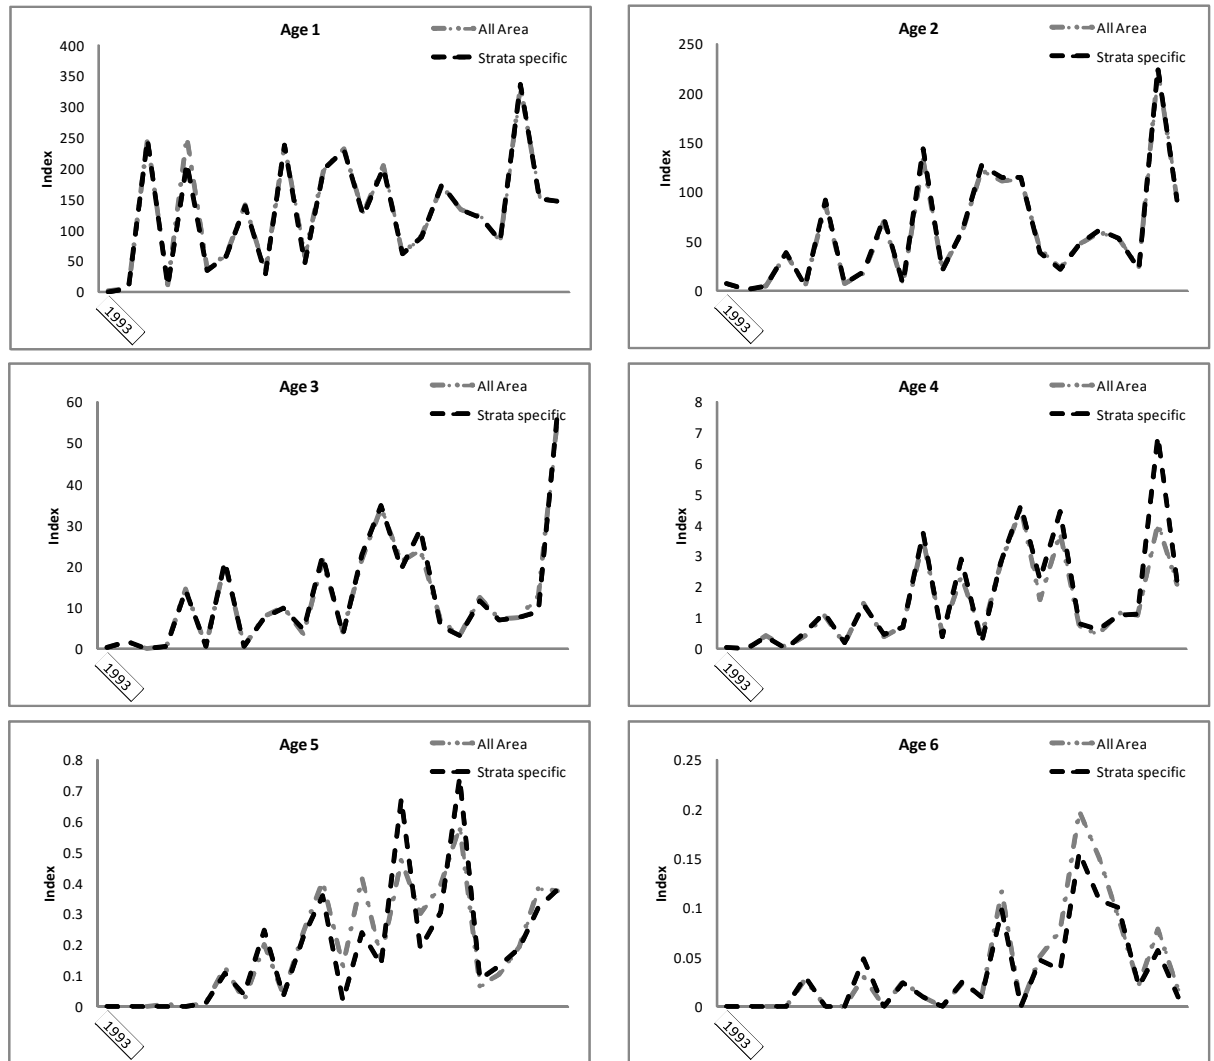 Age 1
All Area
Strata specific
Index
400
350
300
250
200
150
100
50
0
1993
Age 2
All Area
Strata specific
Index
250
200
150
100
50
0
1993
Age 3
All Area
Strata specific
Index
60
50
40
30
20
10
0
1993
Age 4
All Area
Strata specific
Index
8
7
6
5
4
3
2
1
0
1993
Age 5
All Area
Strata specific
Index
0.8
0.7
0.6
0.5
0.4
0.3
0.2
0.1
0
1993
Age 6
All Area
Strata specific
Index
0.25
0.2
0.15
0.1
0.05
0
1993